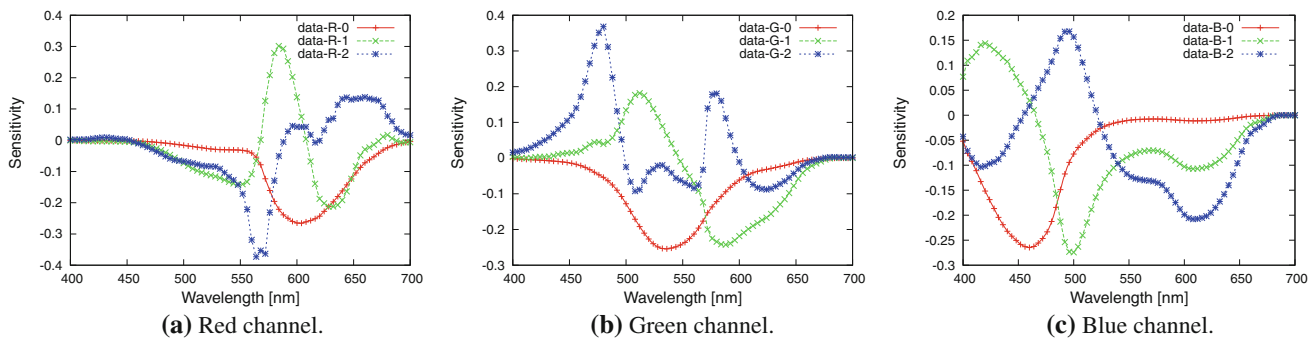 0.4
0.3
0.2
0.1
0
-0.1
-0.2
-0.3
-0.4
Sensitivity
data-R-0
data-R-1
data-R-2
400 450 500 550 600 650 700
Wavelength [nm]
(a) Red channel.
0.4
0.3
0.2
0.1
0
-0.1
-0.2
-0.3
Sensitivity
data-G-0
data-G-1
data-G-2
400 450 500 550 600 650 700
Wavelength [nm]
(b) Green channel.
0.2
0.15
0.1
0.05
0
-0.05
-0.1
-0.15
-0.2
-0.25
-0.3
Sensitivity
data-B-0
data-B-1
data-B-2
400 450 500 550 600 650 700
Wavelength [nm]
(c) Blue channel.